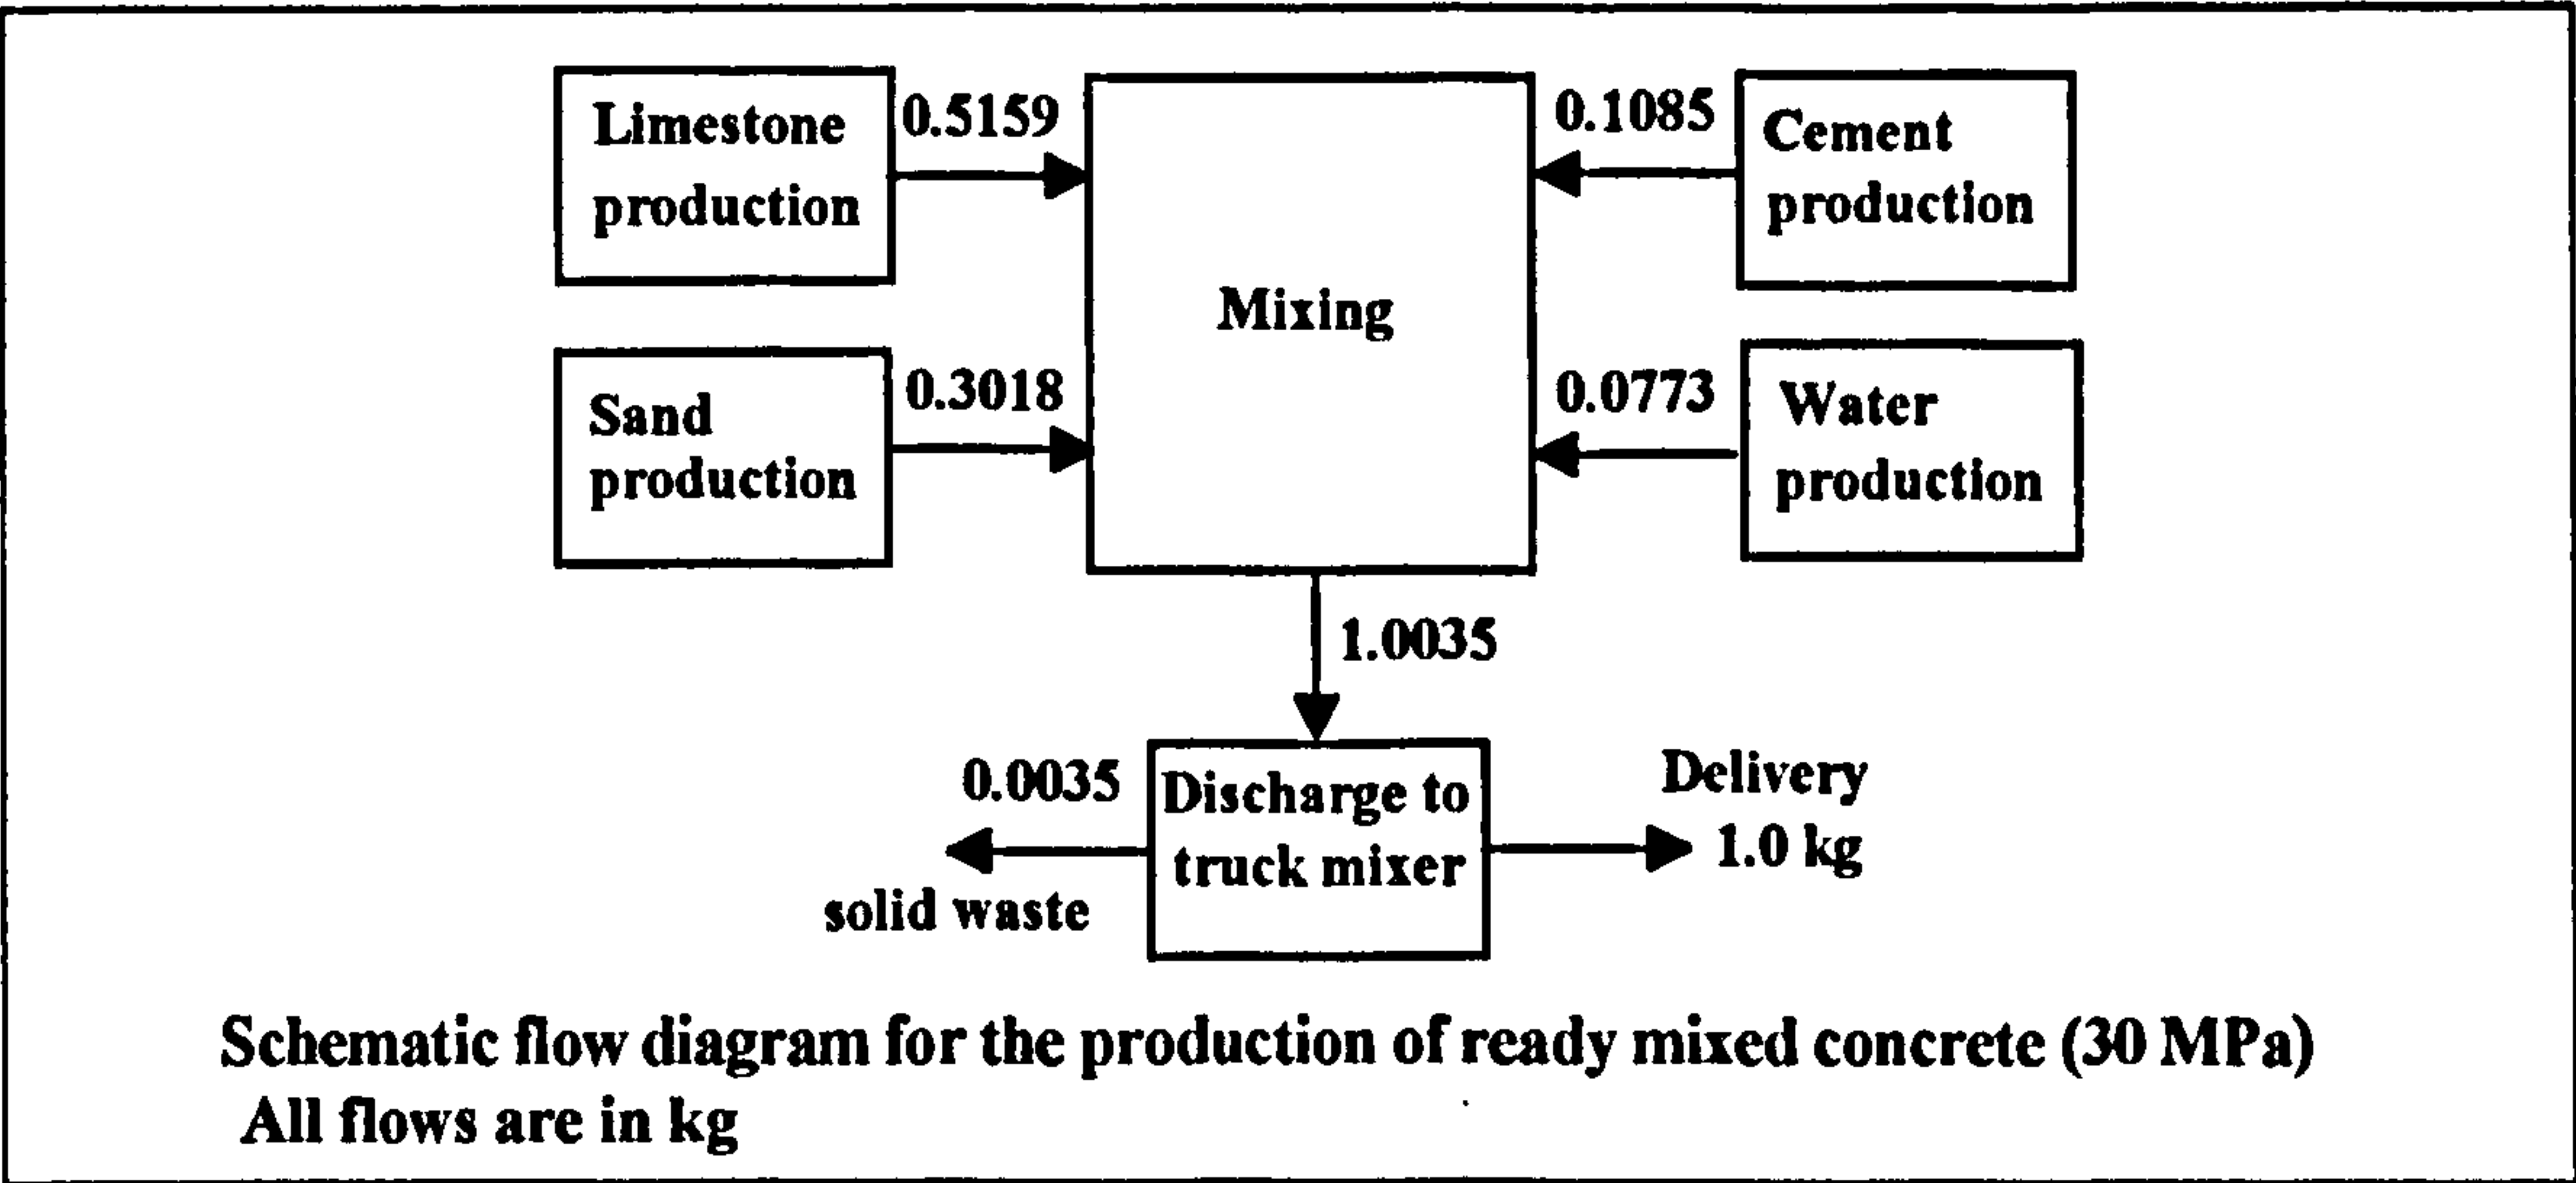 Limestone
production
0.5159
Sand
production
0.3018
Mixing
0.1085
Cement
production
0.0773
Water
production
1.0035
0.0035
solid waste
Discharge to
truck mixer
Delivery
1.0 kg
Schematic flow diagram for the production of ready mixed concrete (30 MPa)
All flows are in kg